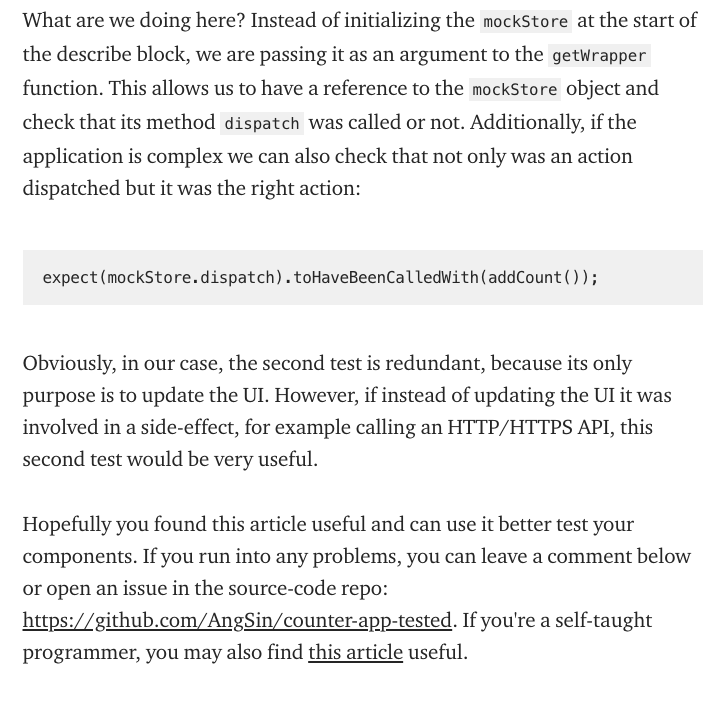 What are we doing here? Instead of initializing the mockStore at the start of
the describe block, we are passing it as an argument to the getWrapper
function. This allows us to have a reference to the mockStore object and
check that its method dispatch was called or not. Additionally, if the
application is complex we can also check that not only was an action
dispatched but it was the right action:
expect(mockStore.dispatch).toHaveBeenCalledWith(addCount());
Obviously, in our case, the second test is redundant, because its only
purpose is to update the UI. However, if instead of updating the UI it was
involved in a side-effect, for example calling an HTTP/HTTPS API, this
second test would be very useful.
Hopefully you found this article useful and can use it better test your
components. If you run into any problems, you can leave a comment below
or open an issue in the source-code repo:
https://github.com/AngSin/counter-app-tested. If you're a self-taught
programmer, you may also find this article useful.